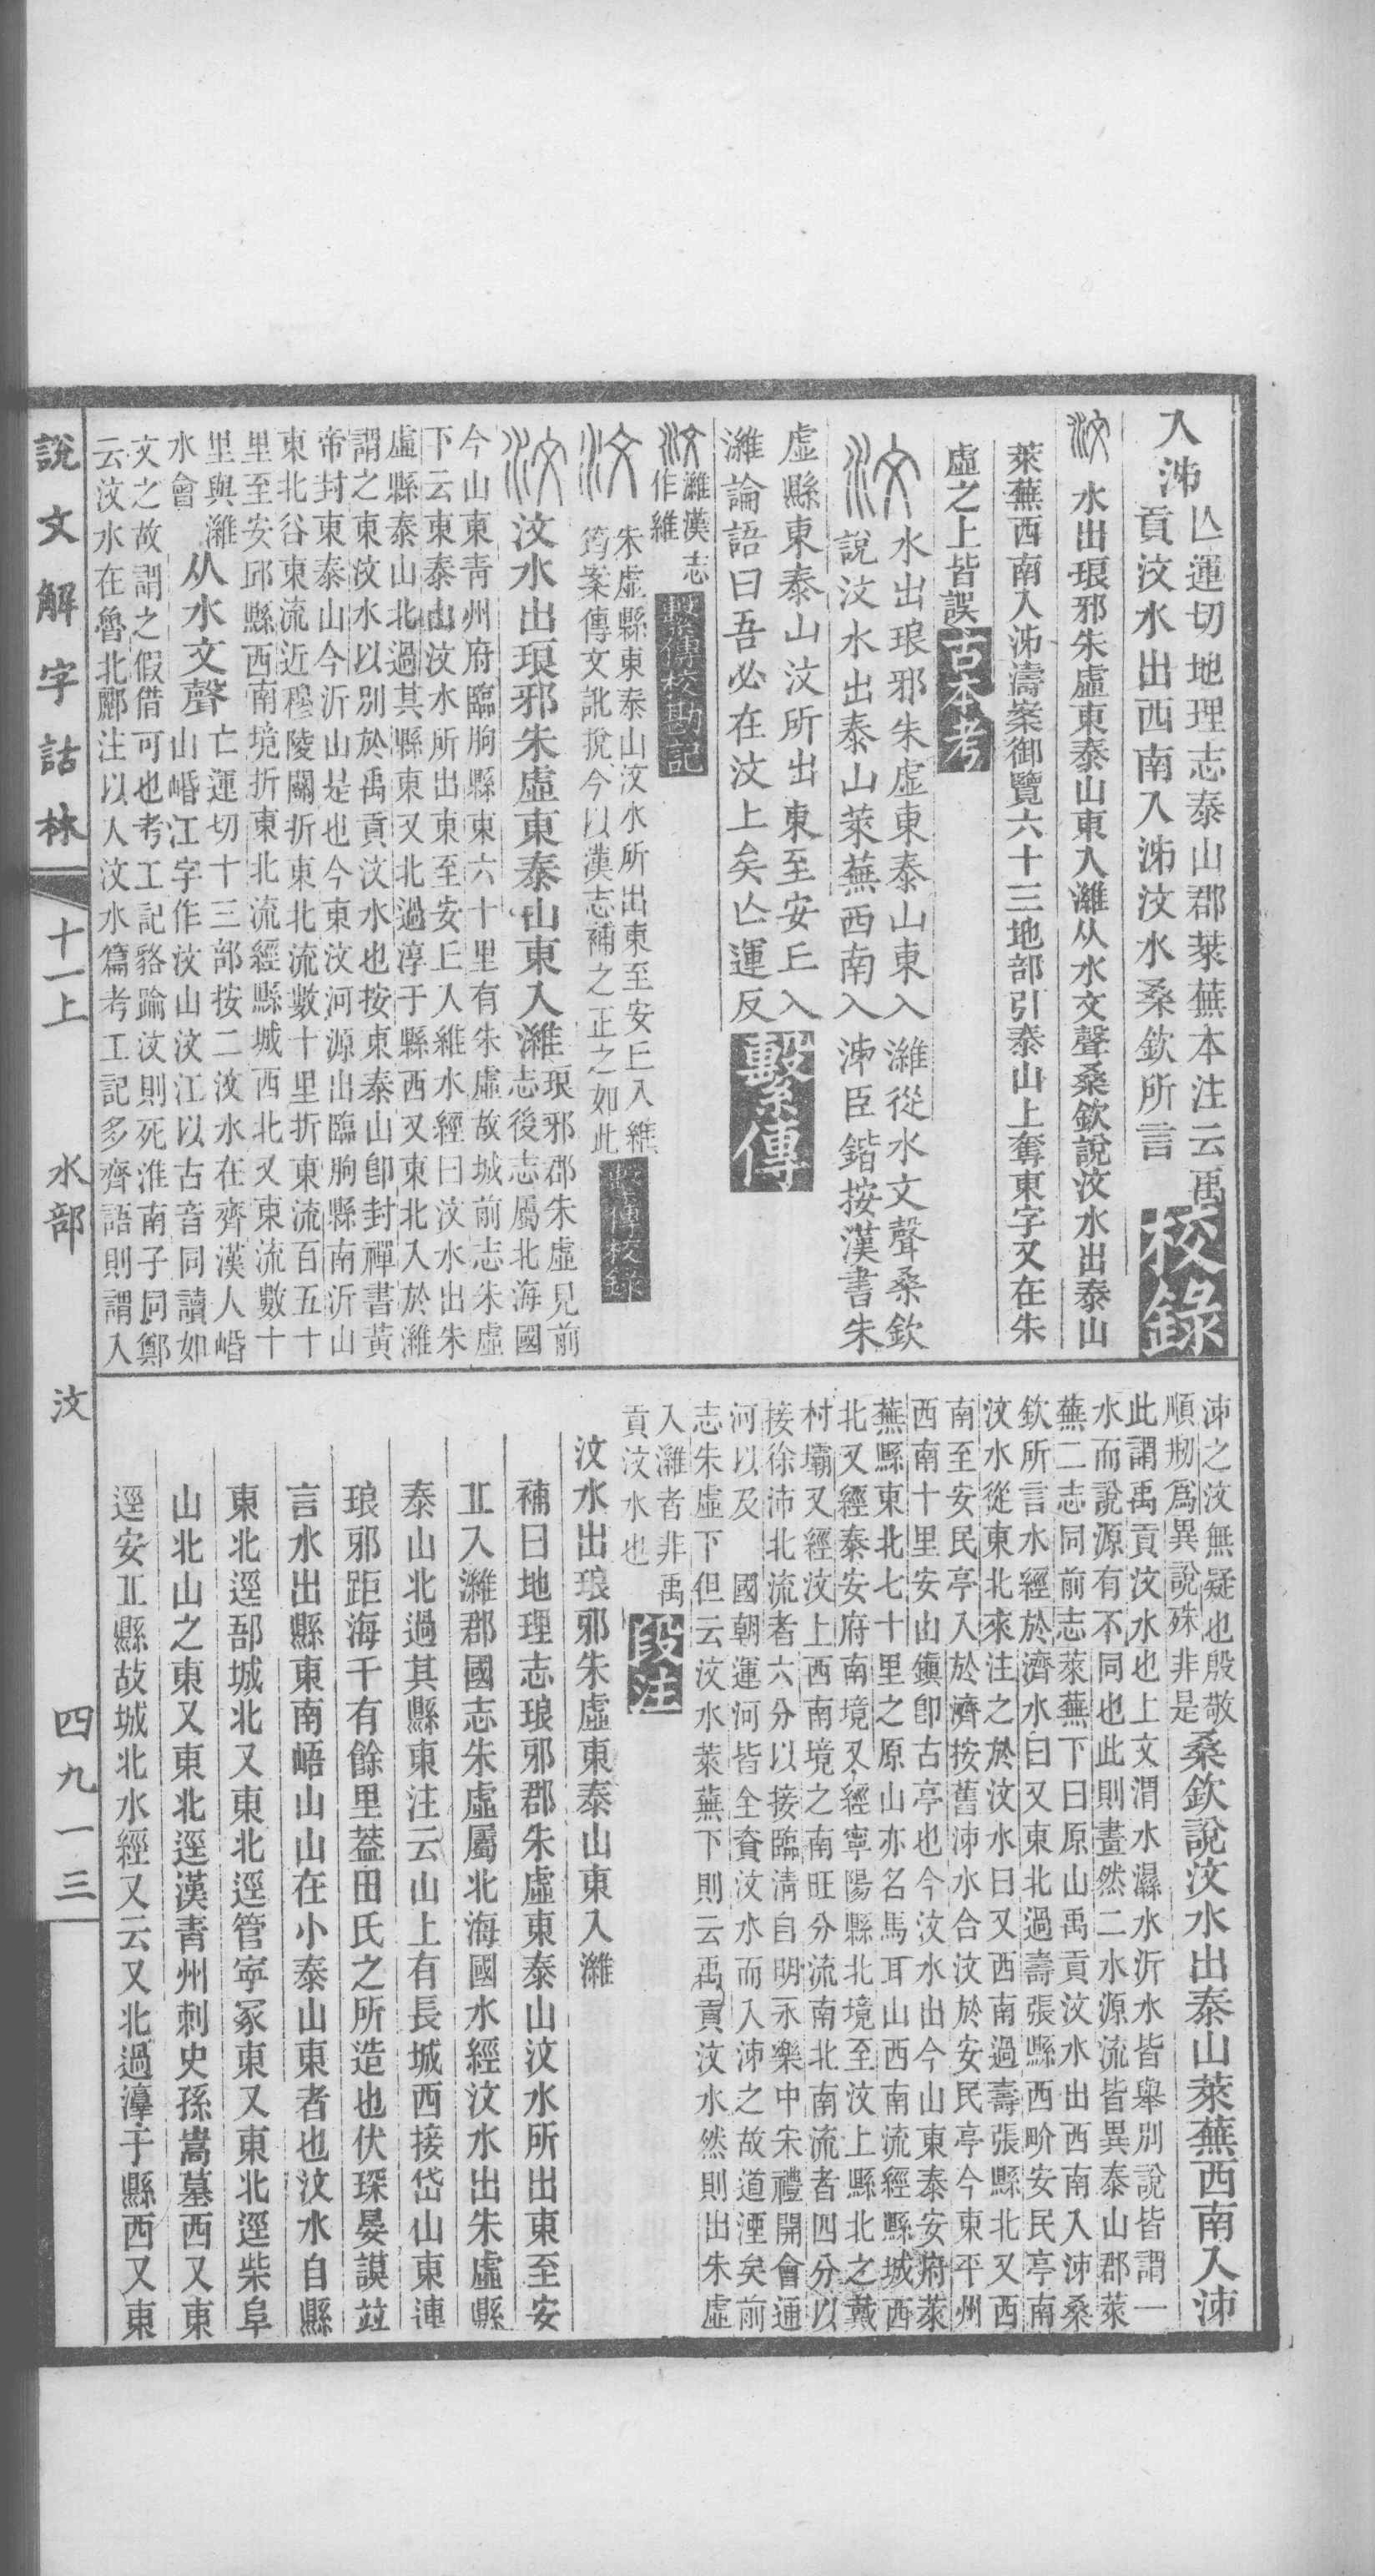 入泲
亾運切地理志泰山郡萊蕪本注云禹
貢汶水出西南入泲汶水桑欽所言
校錄
汶水出琅邪朱虛東泰山東入濰从水文聲桑欽說汶水出泰山
萊蕪西南入泲濤案御覽六十三地部引泰山上奪東字又在朱
虛之上皆誤古本考
汶水出琅邪朱虛東泰山東入濰從水文聲桑欽
說汶水出泰山萊蕪西南入泲臣鍇按漢書朱
虛縣東泰山汶所出東至安丘入
濰論語曰吾必在汶上矣亾運反繫傳
汶
濰漢志
作維
繫傳校勘記
汶
朱虛縣東泰山汶水所出東至安丘入維
筠案傳文訛挩今以漢志補之正之如此
繫傳校錄
汶汶水出琅邪朱虛東泰山東入濰
琅邪郡朱虛見前
志後志屬北海國
今山東青州府臨朐縣東六十里有朱虛故城前志朱虛
下云東泰山汶水所出東至安丘入維水經曰汶水出朱
虛縣泰山北過其縣東又北過淳于縣西又東北入於濰
謂之東汶水以別於禹貢汶水也按東泰山卽封禪書黃
帝封東泰山今沂山是也今東汶河源出臨朐縣南沂山
東北谷東流近穆陵關折東北流數十里折東流百五十
里至安邱縣西南境折東北流經縣城西北又東流數十
里與濰
水會
从水文聲
亡運切十三部按二汶水在齊漢人㟭
山㟭江字作汶山汶江以古音同讀如
文之故謂之假借可也考工記貉踰汶則死淮南子同鄭
云汶水在魯北酈注以人汶水篇考工記多齊語則謂入
泲之汶無疑也殷敬
順剏爲異說殊非是
桑欽說汶水出泰山萊蕪西南入泲
此謂禹貢汶水也上文渭水漯水沂水皆舉別說皆謂一
水而說源有不同也此則畫然二水源流皆異泰山郡萊
蕪二志同前志萊蕪下曰原山禹貢汶水出西南入泲桑
欽所言水經於濟水曰又東北過壽張縣西畍安民亭南
汶水從東北來注之於汶水曰又西南過壽張縣北又西
南至安民亭入於濟按舊泲水合汶於安民亭今東平州
西南十里安山鎮卽古亭也今汶水出今山東泰安府萊
蕪縣東北七十里之原山亦名馬耳山西南流經縣城西
北又經泰安府南境又經寧陽縣北境至汶上縣北之戴
村壩又經汶上西南境之南旺分流南北南流者四分以
接徐沛北流者六分以接臨清自明永樂中宋禮開會通
河以及　國朝運河皆全資汶水而入泲之故道湮矣前
志朱虛下但云汶水萊蕪下則云禹貢汶水然則出朱虛
入濰者非禹
貢汶水也
段注
汶水出琅邪朱虛東泰山東入濰
補曰地理志琅邪郡朱虛東泰山汶水所出東至安
丠入濰郡國志朱虛屬北海國水經汶水出朱虛縣
泰山北過其縣東注云山上有長城西接岱山東連
琅邪距海千有餘里葢田氏之所造也伏琛晏謨竝
言水出縣東南峿山山在小泰山東者也汶水自縣
東北逕郚城北又東北逕管寧冢東又東北逕柴阜
山北山之東又東北逕漢青州刺史孫嵩墓西又東
逕安丠縣故城北水經又云又北過淳于縣西又東
說文解字詁林　十一上　水部　汶　四九一三